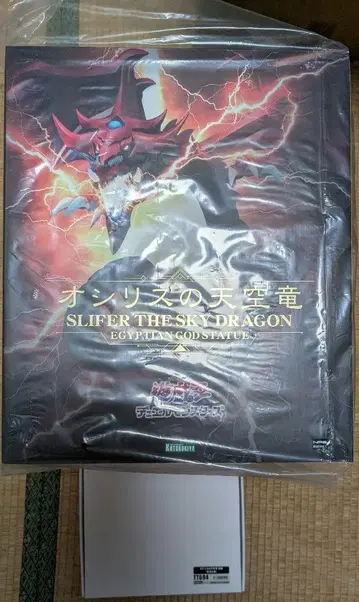 オシリスの天空竜
SLIFER THE SKY DRAGON
EGYPTIAN GOD STATUE
遊戯王
デュエルモンスターズ
KOTOBUKIYA